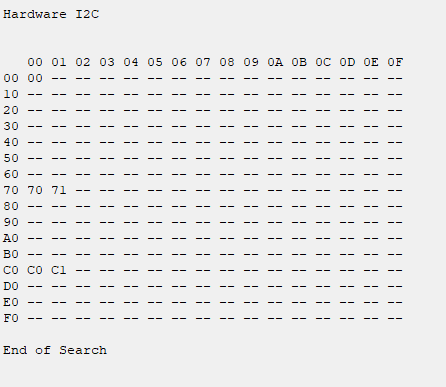 Hardware I2C
00 01 02 03 04 05 06 07 08 09 0A 0B 0C 0D 0E 0F
00 00 -- -- -- -- -- -- -- -- -- -- -- -- -- -- --
10 -- -- -- -- -- -- -- -- -- -- -- -- -- -- -- --
20 -- -- -- -- -- -- -- -- -- -- -- -- -- -- -- --
30 -- -- -- -- -- -- -- -- -- -- -- -- -- -- -- --
40 -- -- -- -- -- -- -- -- -- -- -- -- -- -- -- --
50 -- -- -- -- -- -- -- -- -- -- -- -- -- -- -- --
60 -- -- -- -- -- -- -- -- -- -- -- -- -- -- -- --
70 70 71 -- -- -- -- -- -- -- -- -- -- -- -- -- --
80 -- -- -- -- -- -- -- -- -- -- -- -- -- -- -- --
90 -- -- -- -- -- -- -- -- -- -- -- -- -- -- -- --
A0 -- -- -- -- -- -- -- -- -- -- -- -- -- -- -- --
B0 -- -- -- -- -- -- -- -- -- -- -- -- -- -- -- --
C0 C0 C1 -- -- -- -- -- -- -- -- -- -- -- -- -- --
D0 -- -- -- -- -- -- -- -- -- -- -- -- -- -- -- --
E0 -- -- -- -- -- -- -- -- -- -- -- -- -- -- -- --
F0 -- -- -- -- -- -- -- -- -- -- -- -- -- -- -- --
End of Search